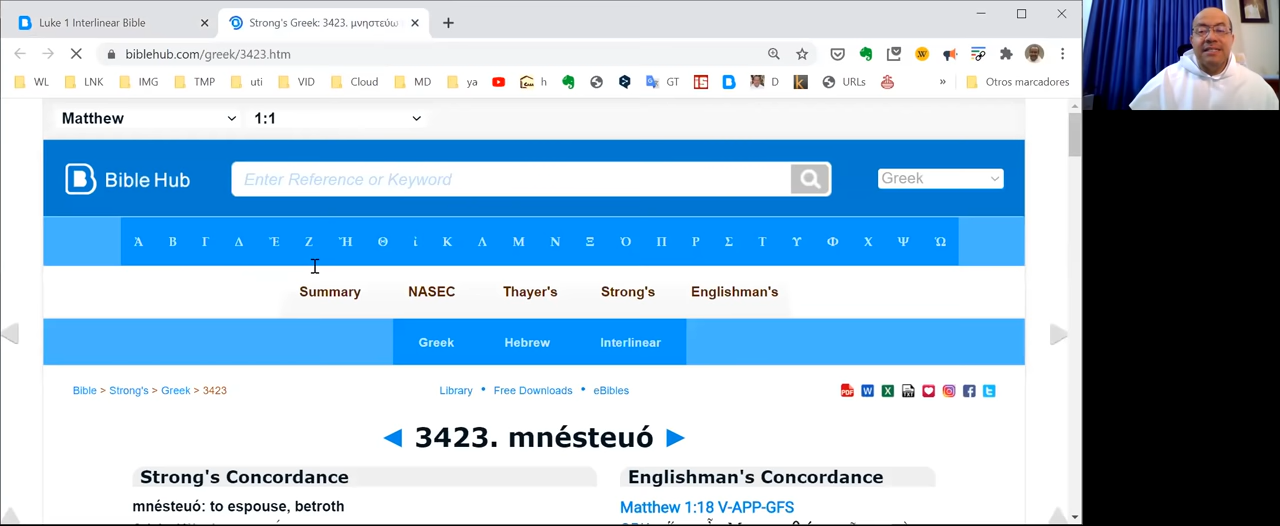 Luke 1 Interlinear Bible
Strong's Greek: 3423. μνηστεύω
biblehub.com/greek/3423.htm
WL LNK IMG TMP uti VID Cloud MD ya h GT D URLs » Otros marcadores
Matthew 1:1
Bible Hub Enter Reference or Keyword Greek
Ἀ Β Γ Δ Ἐ Ζ Ἡ Θ ἰ Κ Λ Μ Ν Ξ Ὁ Π Ρ Σ Τ Υ Φ Χ Ψ Ὠ
Summary NASEC Thayer's Strong's Englishman's
Greek Hebrew Interlinear
Bible > Strong's > Greek > 3423 Library • Free Downloads • eBibles
◄ 3423. mnésteuó ►
Strong's Concordance Englishman's Concordance
mnésteuó: to espouse, betroth
Matthew 1:18 V-APP-GFS